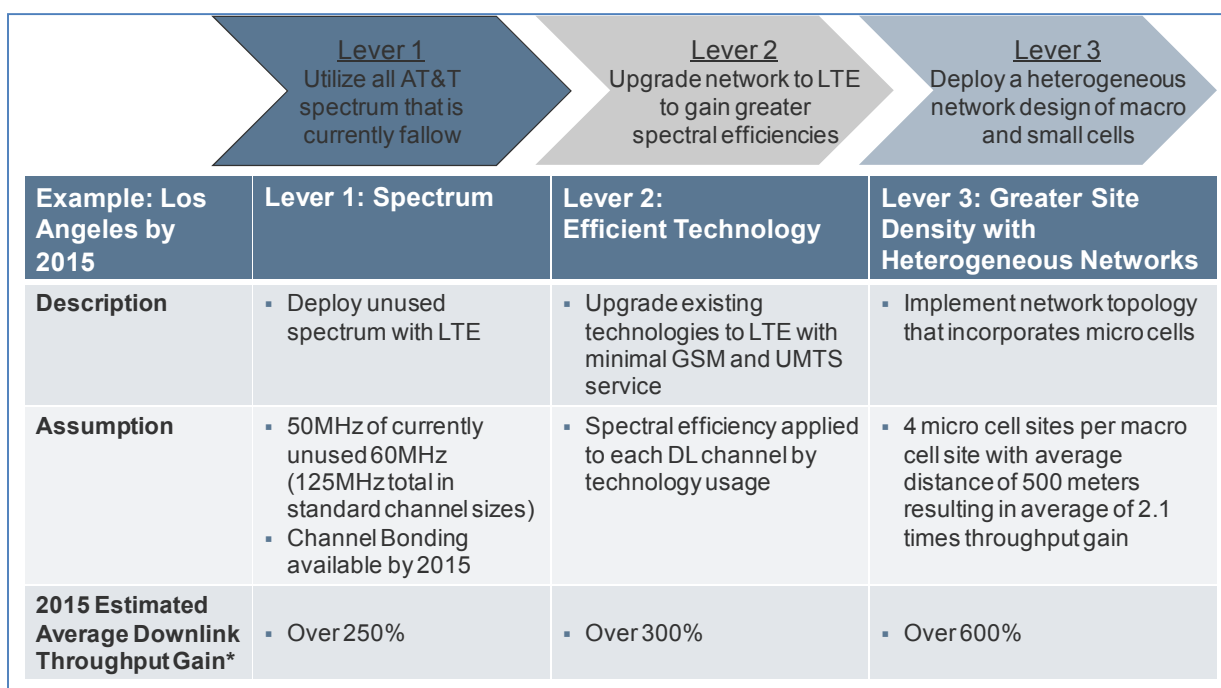 Lever 1
Utilize all AT&T
spectrum that is
currently fallow
Lever 2
Upgrade network to LTE
to gain greater
spectral efficiencies
Lever 3
Deploy a heterogeneous
network design of macro
and small cells
Example: Los
Angeles by
2015
Lever 1: Spectrum
Lever 2:
Efficient Technology
Lever 3: Greater Site
Density with
Heterogeneous Networks
Description
▪ Deploy unused
spectrum with LTE
▪ Upgrade existing
technologies to LTE with
minimal GSM and UMTS
service
▪ Implement network topology
that incorporates micro cells
Assumption
▪ 50MHz of currently
unused 60MHz
(125MHz total in
standard channel sizes)
▪ Channel Bonding
available by 2015
▪ Spectral efficiency applied
to each DL channel by
technology usage
▪ 4 micro cell sites per macro
cell site with average
distance of 500 meters
resulting in average of 2.1
times throughput gain
2015 Estimated
Average Downlink
Throughput Gain*
▪ Over 250%
▪ Over 300%
▪ Over 600%